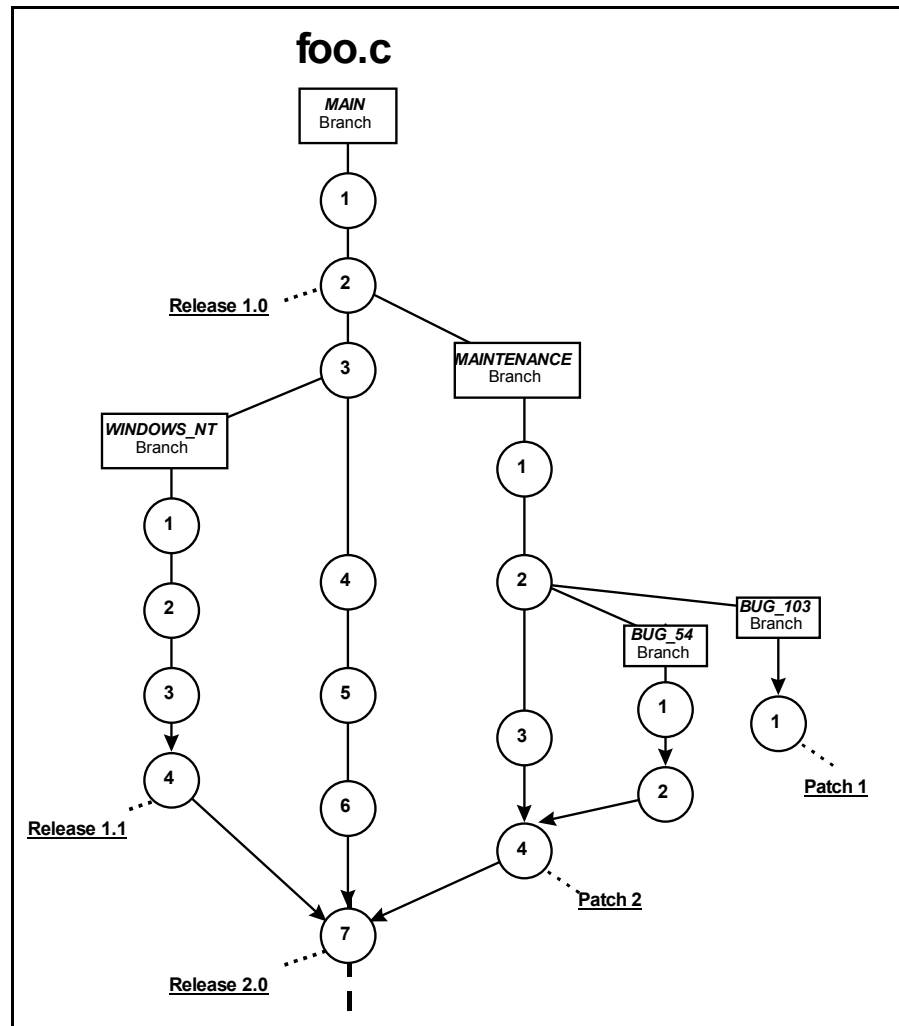 foo.c
MAIN
Branch
1
2
Release 1.0
3
MAINTENANCE
Branch
WINDOWS_NT
Branch
1
1
4
2
2
BUG_103
Branch
BUG_54
Branch
3
5
3
1
1
4
6
2
Patch 1
Release 1.1
4
Patch 2
7
Release 2.0